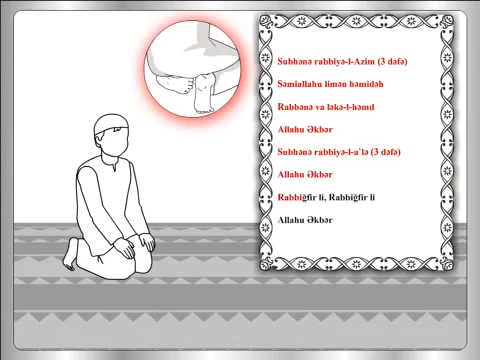 Subhənə rabbiyə-l-Azim (3 dəfə)
Səmiallahu limən həmidəh
Rabbənə va ləkə-l-həmd
Allahu Əkbər
Subhənə rabbiyə-l-a`lə (3 dəfə)
Allahu Əkbər
Rabbiğfir li, Rabbiğfir li
Allahu Əkbər